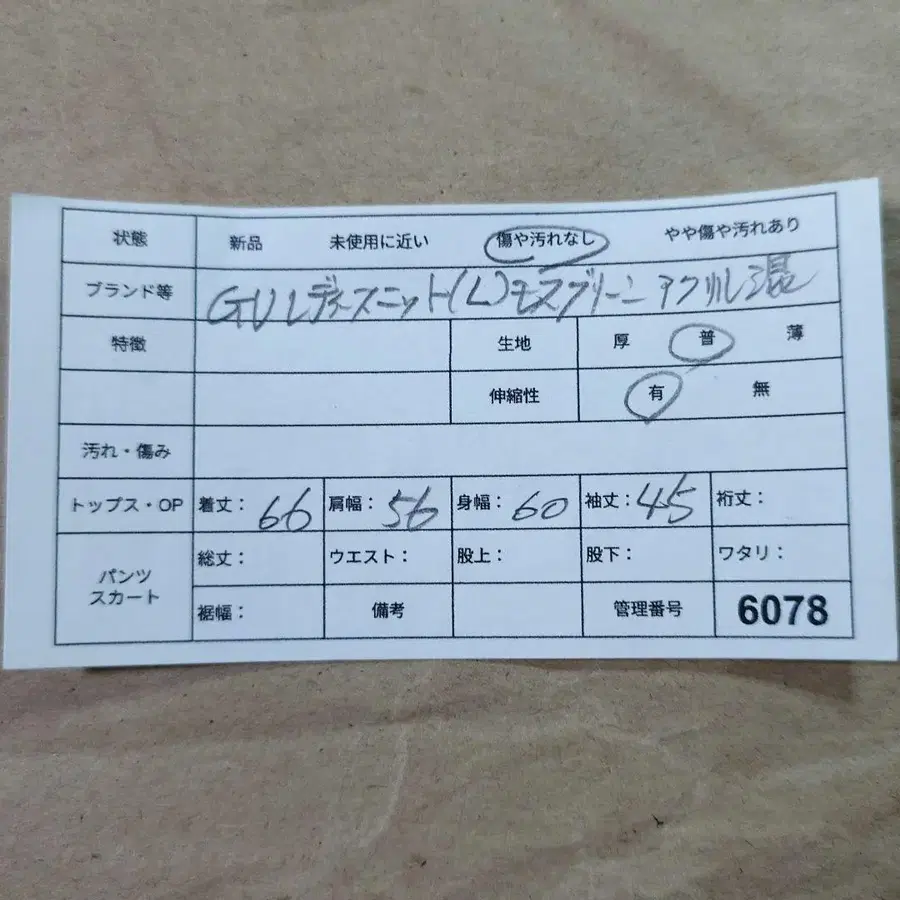 状態 新品 未使用に近い 傷や汚れなし やや傷や汚れあり
ブランド等 GU レディースニット(L) モスグリーン アクリル混
特徴 生地 厚 普 薄
伸縮性 有 無
汚れ・傷み
トップス・OP 着丈: 66 肩幅: 56 身幅: 60 袖丈: 45 裄丈:
パンツ スカート 総丈: ウエスト: 股上: 股下: ワタリ:
裾幅: 備考 管理番号 6078